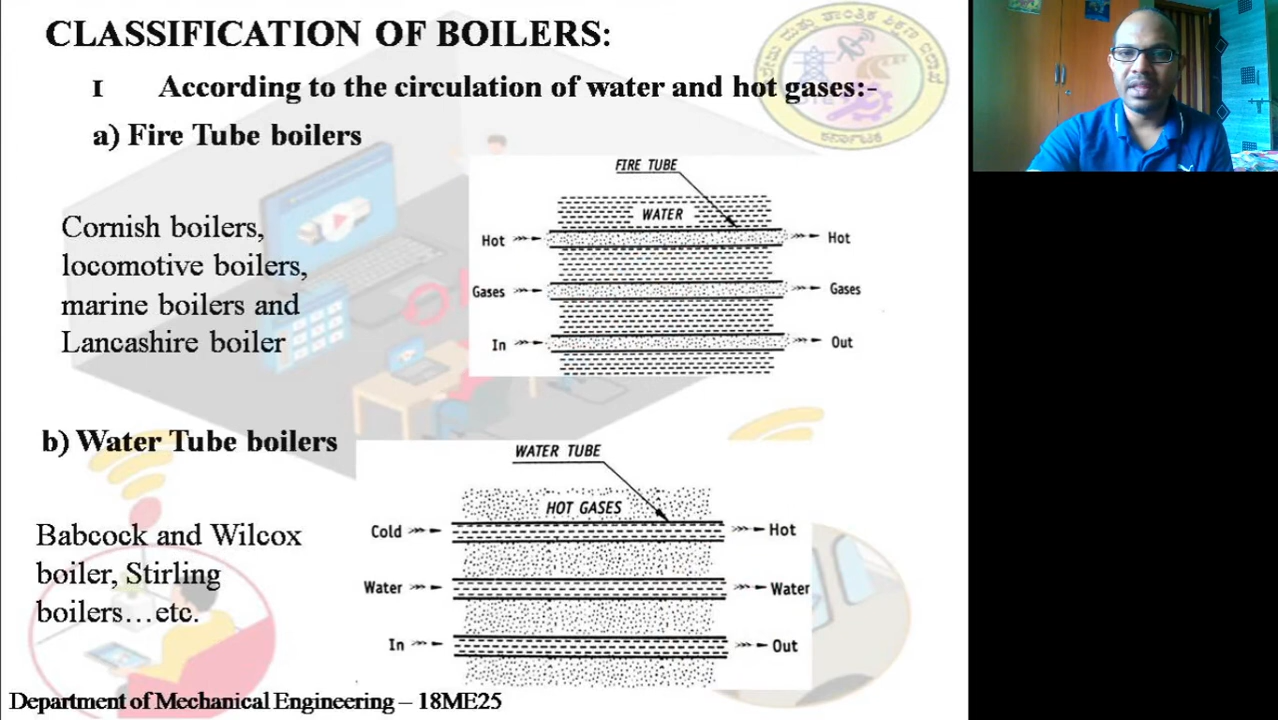 CLASSIFICATION OF BOILERS:
I According to the circulation of water and hot gases:-
a) Fire Tube boilers
FIRE TUBE
WATER
Hot Hot
Gases Gases
In Out
Cornish boilers,
locomotive boilers,
marine boilers and
Lancashire boiler
b) Water Tube boilers
WATER TUBE
HOT GASES
Cold Hot
Water Water
In Out
Babcock and Wilcox
boiler, Stirling
boilers...etc.
Department of Mechanical Engineering – 18ME25